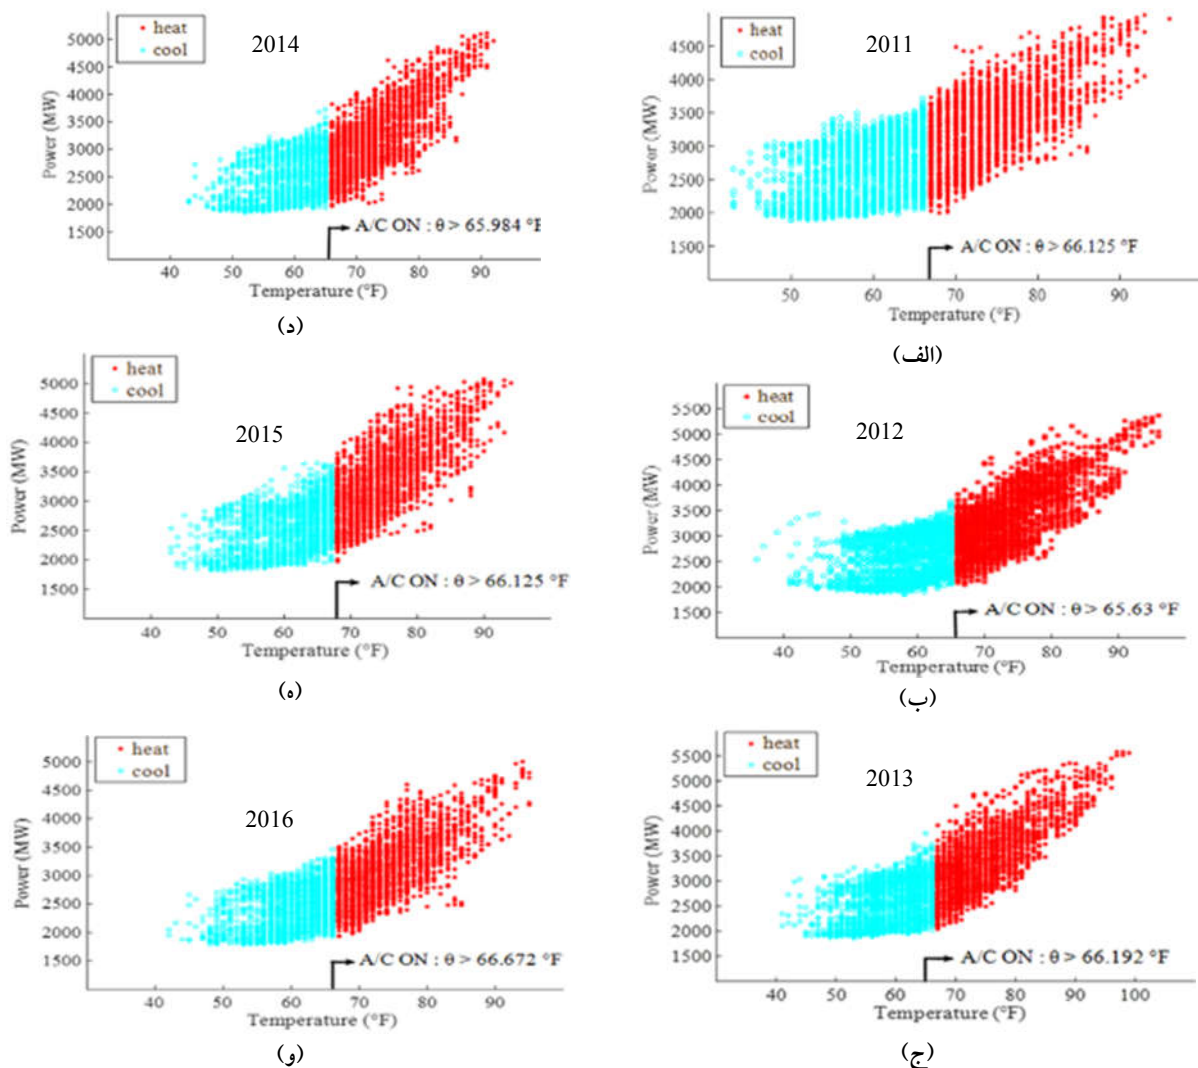 heat
cool
2011
4500
4000
3500
3000
2500
2000
1500
Power (MW)
A/C ON : θ > 66.125 °F
50 60 70 80 90
Temperature (°F)
(الف)
heat
cool
2012
5500
5000
4500
4000
3500
3000
2500
2000
1500
Power (MW)
A/C ON : θ > 65.63 °F
40 50 60 70 80 90
Temperature (°F)
(ب)
heat
cool
2013
5500
5000
4500
4000
3500
3000
2500
2000
1500
Power (MW)
A/C ON : θ > 66.192 °F
40 50 60 70 80 90 100
Temperature (°F)
(ج)
heat
cool
2014
5000
4500
4000
3500
3000
2500
2000
1500
Power (MW)
A/C ON : θ > 65.984 °F
40 50 60 70 80 90
Temperature (°F)
(د)
heat
cool
2015
5000
4500
4000
3500
3000
2500
2000
1500
Power (MW)
A/C ON : θ > 66.125 °F
40 50 60 70 80 90
Temperature (°F)
(ه)
heat
cool
2016
5000
4500
4000
3500
3000
2500
2000
1500
Power (MW)
A/C ON : θ > 66.672 °F
40 50 60 70 80 90
Temperature (°F)
(و)